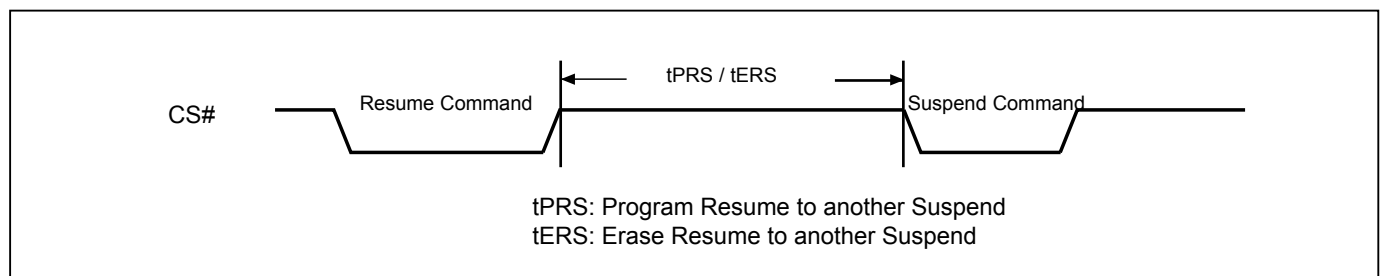 tPRS / tERS
CS#
Resume Command
Suspend Command
tPRS: Program Resume to another Suspend
tERS: Erase Resume to another Suspend